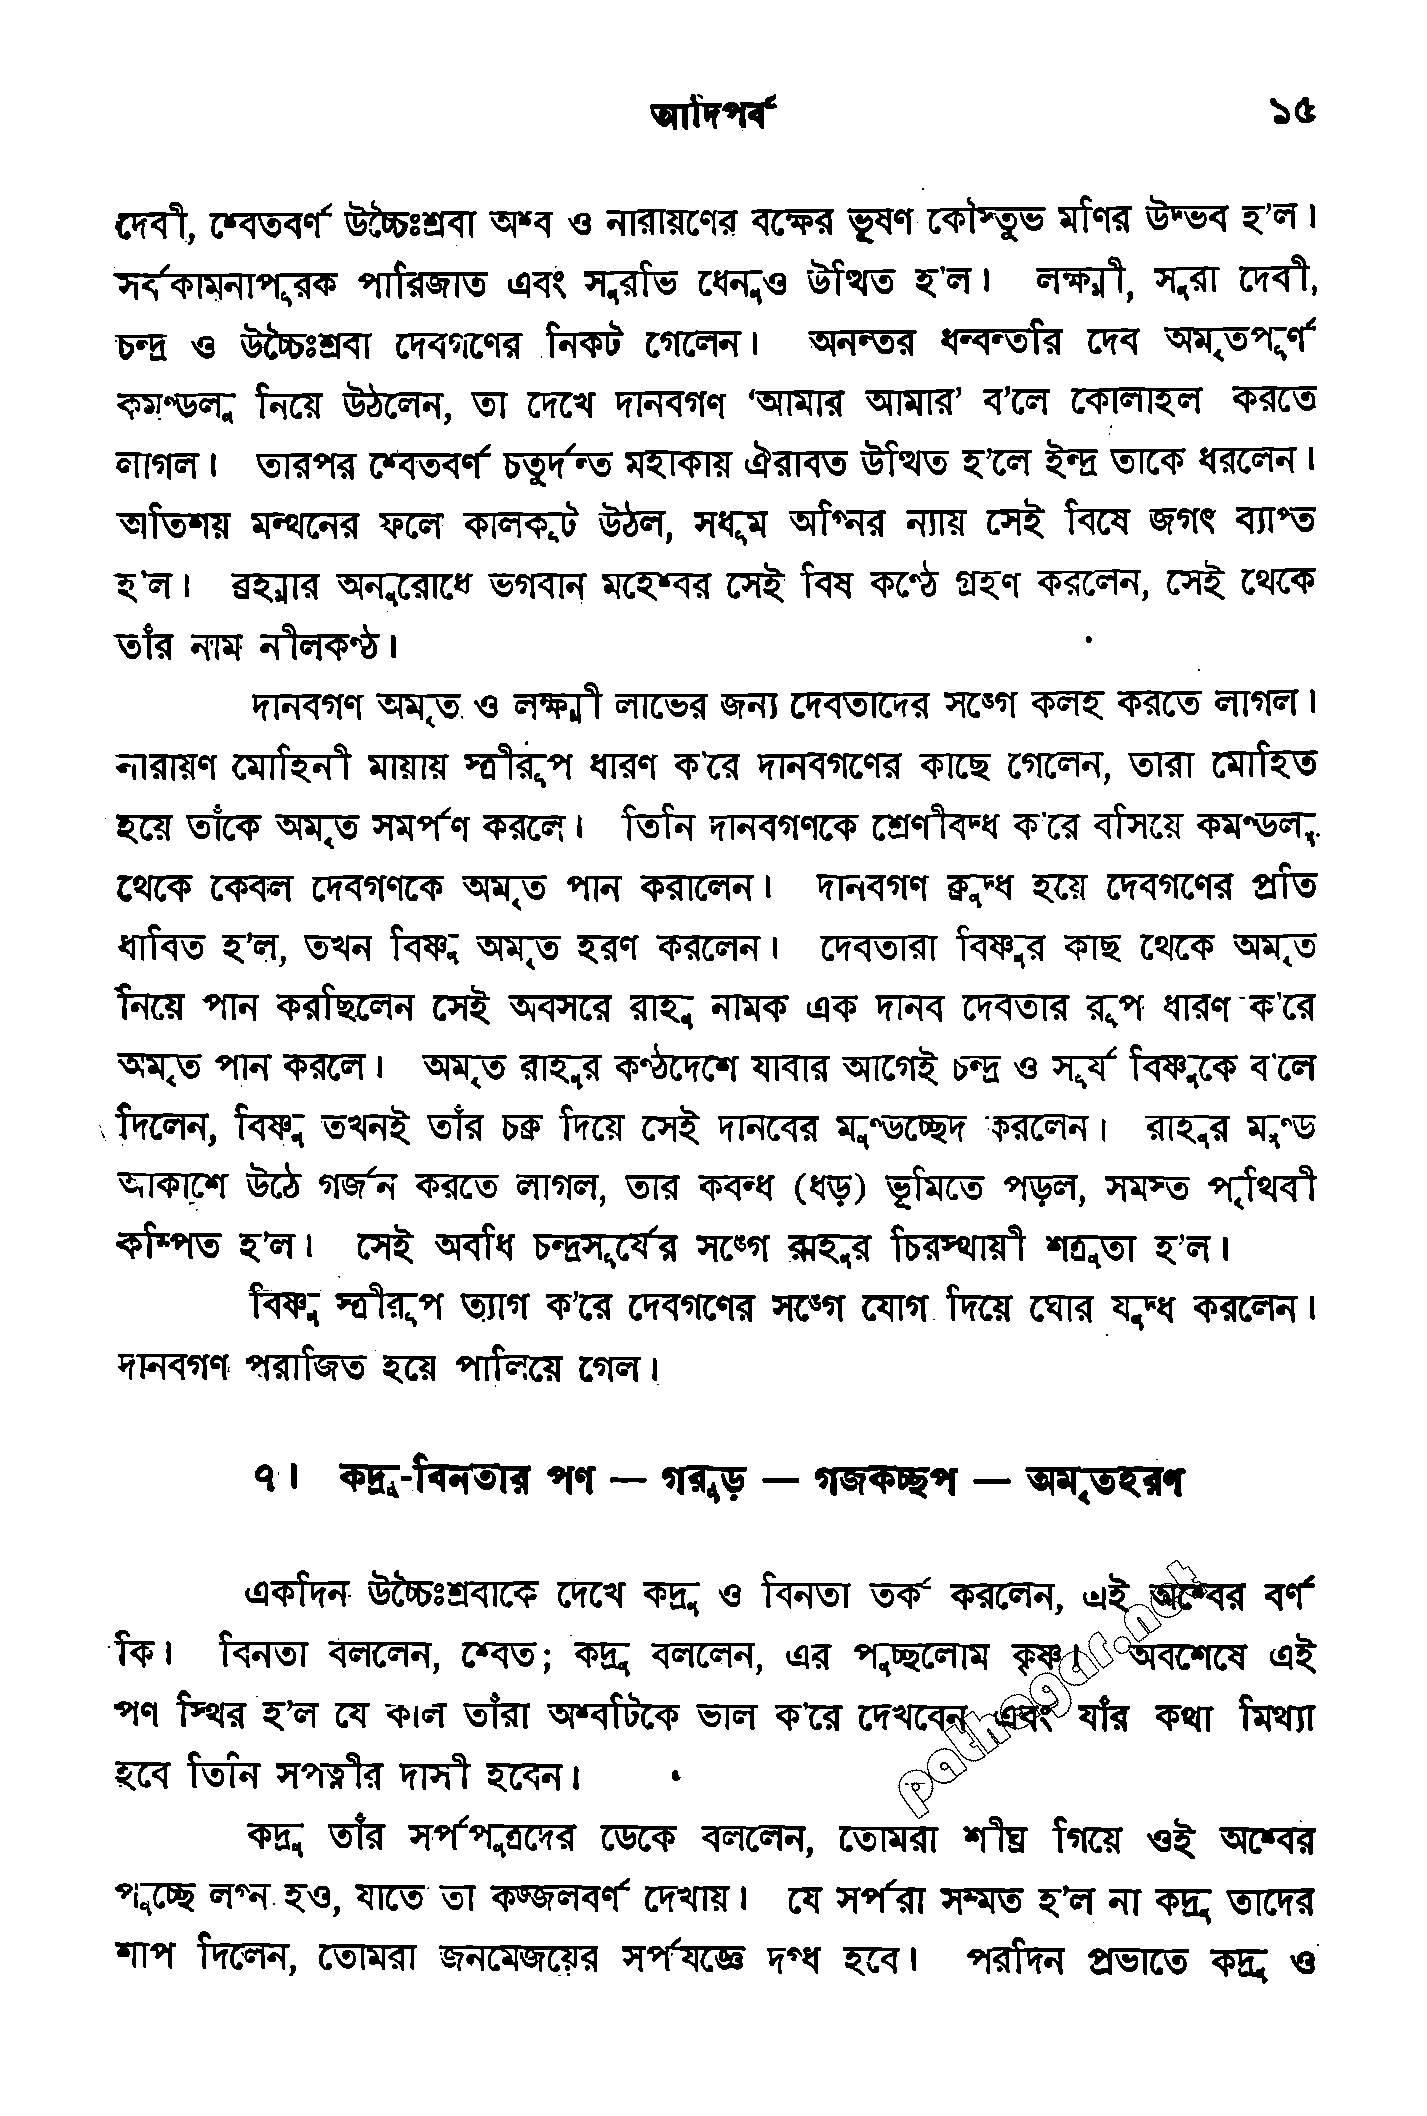 আদিপর্ব ১৫
দেবী, শ্বেতবর্ণ উচ্চৈঃশ্রবা অশ্ব ও নারায়ণের বক্ষের ভূষণ কৌস্তুভ মণির উদ্ভব হ’ল।
সর্বকামনাপূরক পারিজাত এবং সুরভি ধেনুও উত্থিত হ’ল। লক্ষ্মী, সুরা দেবী,
চন্দ্র ও উচ্চৈঃশ্রবা দেবগণের নিকট গেলেন। অনন্তর ধন্বন্তরি দেব অমৃতপূর্ণ
কমণ্ডলু নিয়ে উঠলেন, তা দেখে দানবগণ ‘আমার আমার’ ব’লে কোলাহল করতে
লাগল। তারপর শ্বেতবর্ণ চতুর্দন্ত মহাকায় ঐরাবত উত্থিত হ’লে ইন্দ্র তাকে ধরলেন।
অতিশয় মন্থনের ফলে কালকূট উঠল, সধূম অগ্নির ন্যায় সেই বিষে জগৎ ব্যাপ্ত
হ’ল। ব্রহ্মার অনুরোধে ভগবান মহেশ্বর সেই বিষ কণ্ঠে গ্রহণ করলেন, সেই থেকে
তাঁর নাম নীলকণ্ঠ।
দানবগণ অমৃত ও লক্ষ্মী লাভের জন্য দেবতাদের সঙ্গে কলহ করতে লাগল।
নারায়ণ মোহিনী মায়ায় স্ত্রীরূপ ধারণ ক’রে দানবগণের কাছে গেলেন, তারা মোহিত
হয়ে তাঁকে অমৃত সমর্পণ করলে। তিনি দানবগণকে শ্রেণীবদ্ধ ক’রে বসিয়ে কমণ্ডলু
থেকে কেবল দেবগণকে অমৃত পান করালেন। দানবগণ ক্রুদ্ধ হয়ে দেবগণের প্রতি
ধাবিত হ’ল, তখন বিষ্ণু অমৃত হরণ করলেন। দেবতারা বিষ্ণুর কাছ থেকে অমৃত
নিয়ে পান করছিলেন সেই অবসরে রাহু নামক এক দানব দেবতার রূপ ধারণ ক’রে
অমৃত পান করলে। অমৃত রাহুর কণ্ঠদেশে যাবার আগেই চন্দ্র ও সূর্য বিষ্ণুকে ব’লে
দিলেন, বিষ্ণু তখনই তাঁর চক্র দিয়ে সেই দানবের মুণ্ডচ্ছেদ করলেন। রাহুর মুণ্ড
আকাশে উঠে গর্জন করতে লাগল, তার কবন্ধ (ধড়) ভূমিতে পড়ল, সমস্ত পৃথিবী
কম্পিত হ’ল। সেই অবধি চন্দ্রসূর্যের সঙ্গে রাহুর চিরস্থায়ী শত্রুতা হ’ল।
বিষ্ণু স্ত্রীরূপ ত্যাগ ক’রে দেবগণের সঙ্গে যোগ দিয়ে ঘোর যুদ্ধ করলেন।
দানবগণ পরাজিত হয়ে পালিয়ে গেল।
৭। কদ্রু-বিনতার পণ — গরুড় — গজকচ্ছপ — অমৃতহরণ
একদিন উচ্চৈঃশ্রবাকে দেখে কদ্রু ও বিনতা তর্ক করলেন, এই অশ্বের বর্ণ
কি। বিনতা বললেন, শ্বেত; কদ্রু বললেন, এর পুচ্ছলোম কৃষ্ণ। অবশেষে এই
পণ স্থির হ’ল যে কাল তাঁরা অশ্বটিকে ভাল ক’রে দেখবেন এবং যাঁর কথা মিথ্যা
হবে তিনি সপত্নীর দাসী হবেন।
কদ্রু তাঁর সর্পপুত্রদের ডেকে বললেন, তোমরা শীঘ্র গিয়ে ওই অশ্বের
পুচ্ছে লগ্ন হও, যাতে তা কজ্জলবর্ণ দেখায়। যে সর্পরা সম্মত হ’ল না কদ্রু তাদের
শাপ দিলেন, তোমরা জনমেজয়ের সর্পযজ্ঞে দগ্ধ হবে। পরদিন প্রভাতে কদ্রু ও
pathagar.net